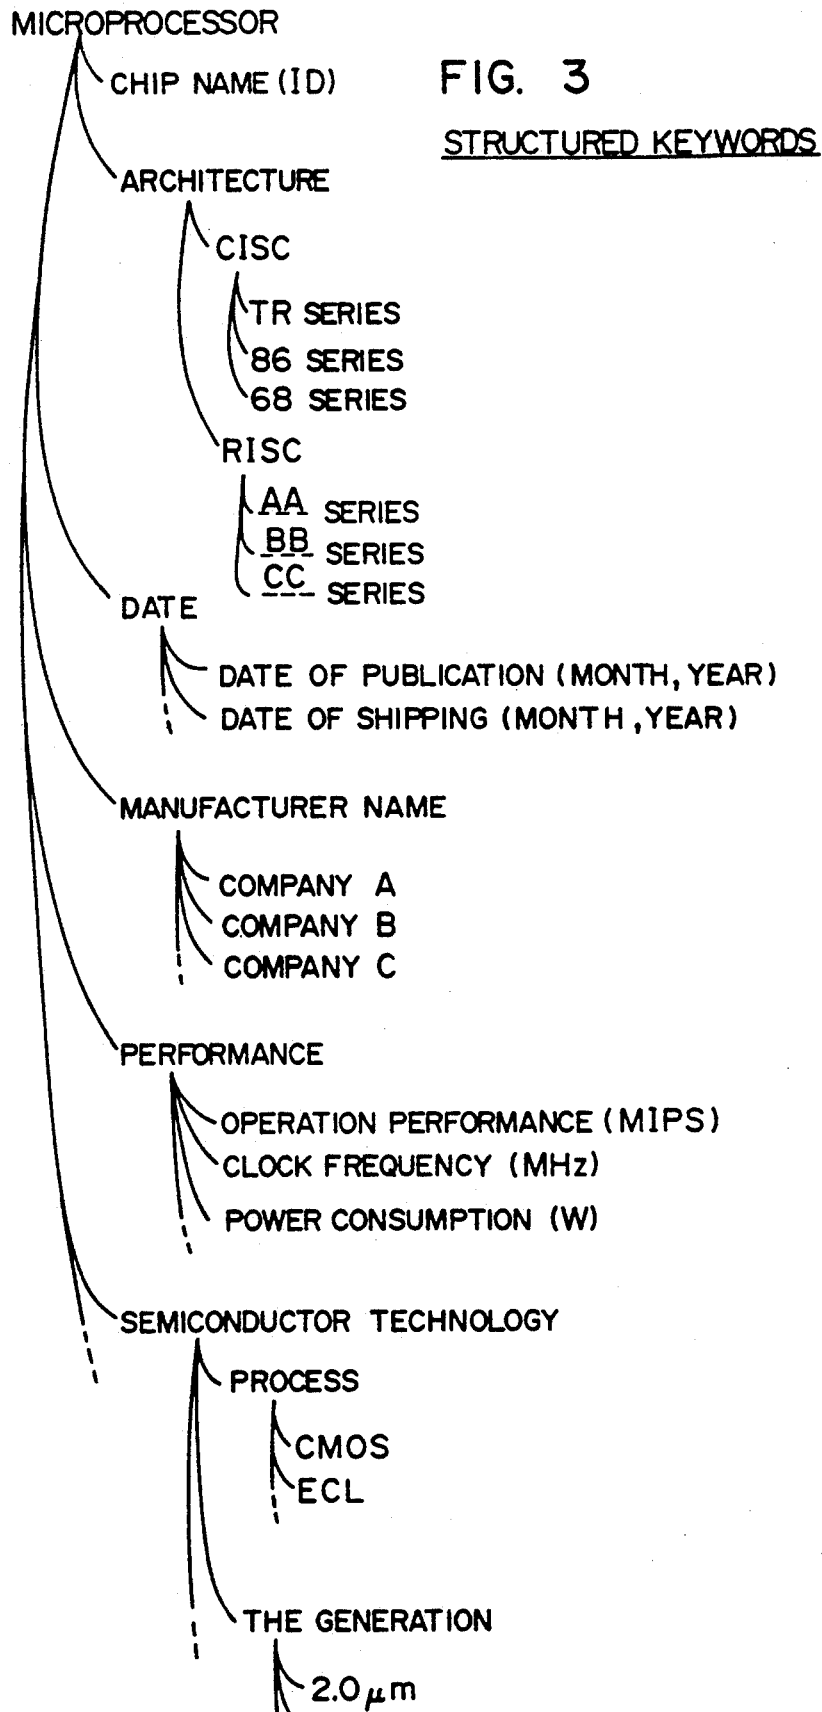 MICROPROCESSOR
CHIP NAME (ID)
FIG. 3
STRUCTURED KEYWORDS
ARCHITECTURE
CISC
TR SERIES
86 SERIES
68 SERIES
RISC
AA SERIES
BB SERIES
CC SERIES
DATE
DATE OF PUBLICATION (MONTH, YEAR)
DATE OF SHIPPING (MONTH, YEAR)
MANUFACTURER NAME
COMPANY A
COMPANY B
COMPANY C
PERFORMANCE
OPERATION PERFORMANCE (MIPS)
CLOCK FREQUENCY (MHz)
POWER CONSUMPTION (W)
SEMICONDUCTOR TECHNOLOGY
PROCESS
CMOS
ECL
THE GENERATION
2.0 μm